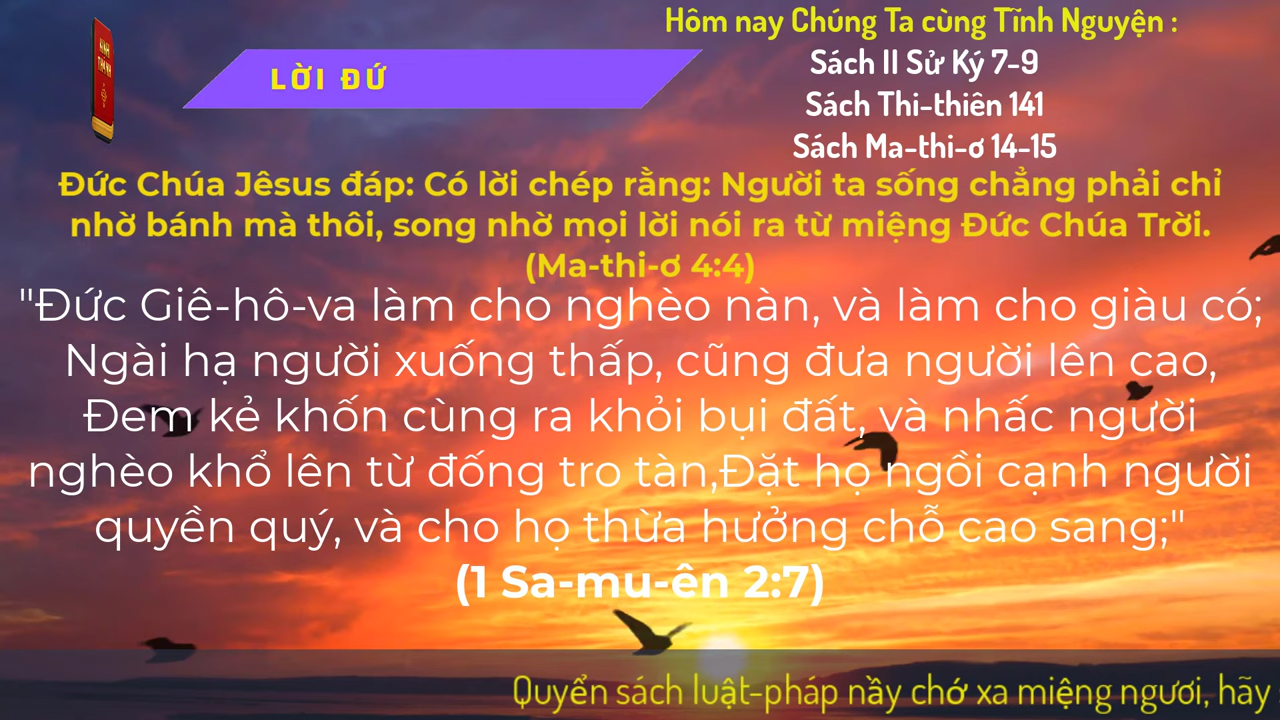 KINH
THÁNH
LỜI ĐỨ
Hôm nay Chúng Ta cùng Tĩnh Nguyện :
Sách II Sử Ký 7-9
Sách Thi-thiên 141
Sách Ma-thi-ơ 14-15
Đức Chúa Jêsus đáp: Có lời chép rằng: Người ta sống chẳng phải chỉ
nhờ bánh mà thôi, song nhờ mọi lời nói ra từ miệng Đức Chúa Trời.
(Ma-thi-ơ 4:4)
"Đức Giê-hô-va làm cho nghèo nàn, và làm cho giàu có;
Ngài hạ người xuống thấp, cũng đưa người lên cao,
Đem kẻ khốn cùng ra khỏi bụi đất, và nhấc người
nghèo khổ lên từ đống tro tàn,Đặt họ ngồi cạnh người
quyền quý, và cho họ thừa hưởng chỗ cao sang;"
(1 Sa-mu-ên 2:7)
Quyển sách luật-pháp nầy chớ xa miệng ngươi, hãy